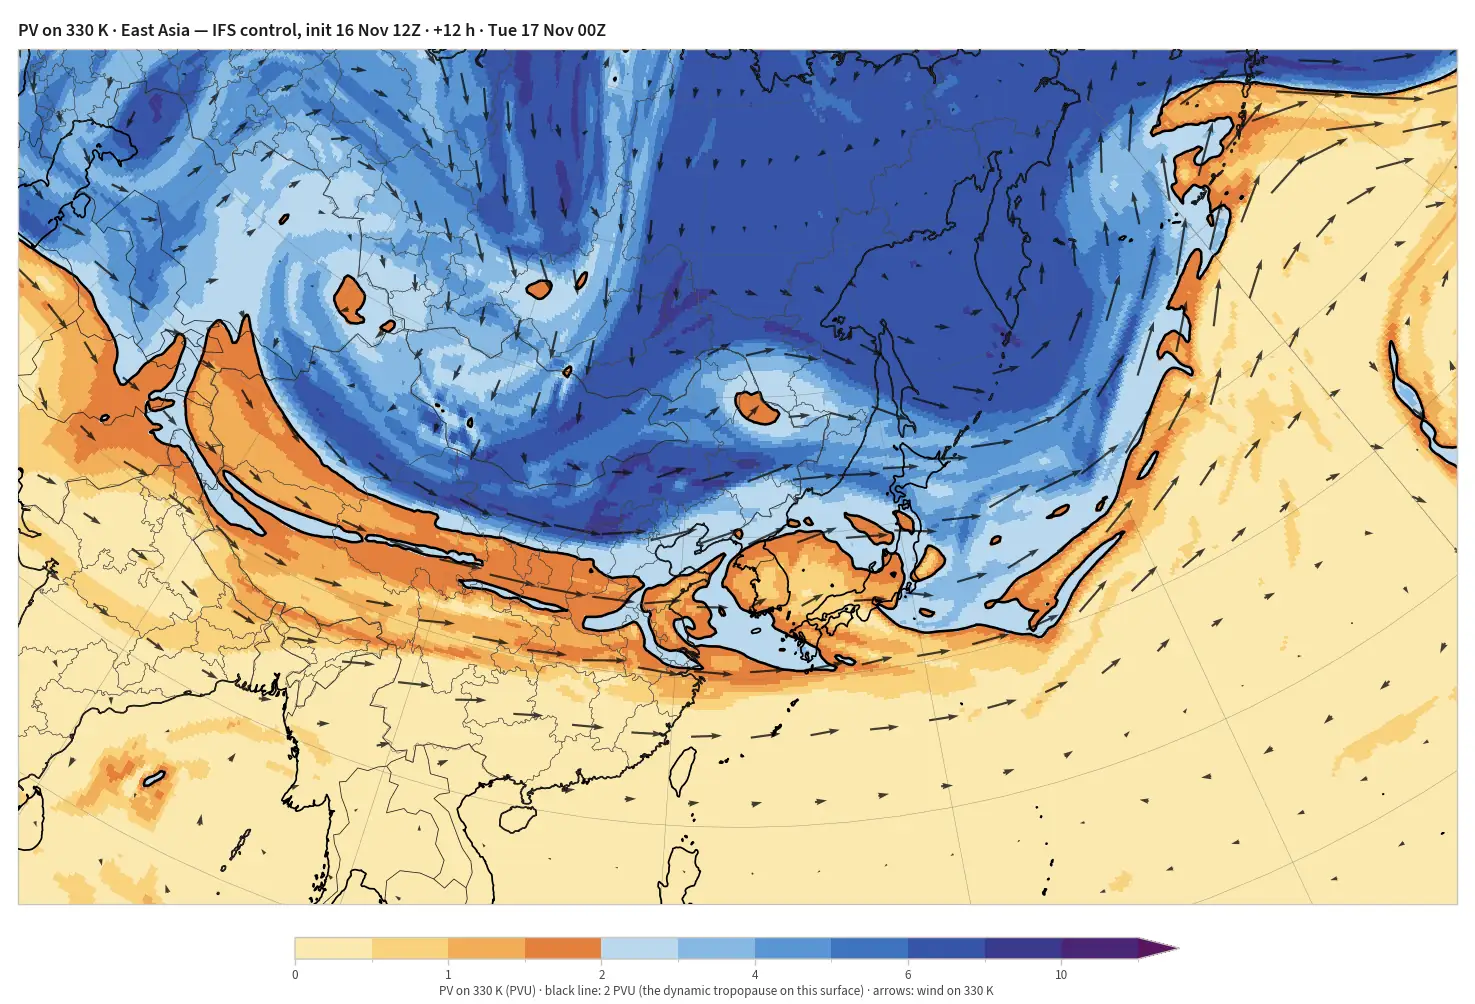 PV on 330 K · East Asia — IFS control, init 16 Nov 12Z · +12 h · Tue 17 Nov 00Z
0 1 2 4 6 10
PV on 330 K (PVU) · black line: 2 PVU (the dynamic tropopause on this surface) · arrows: wind on 330 K